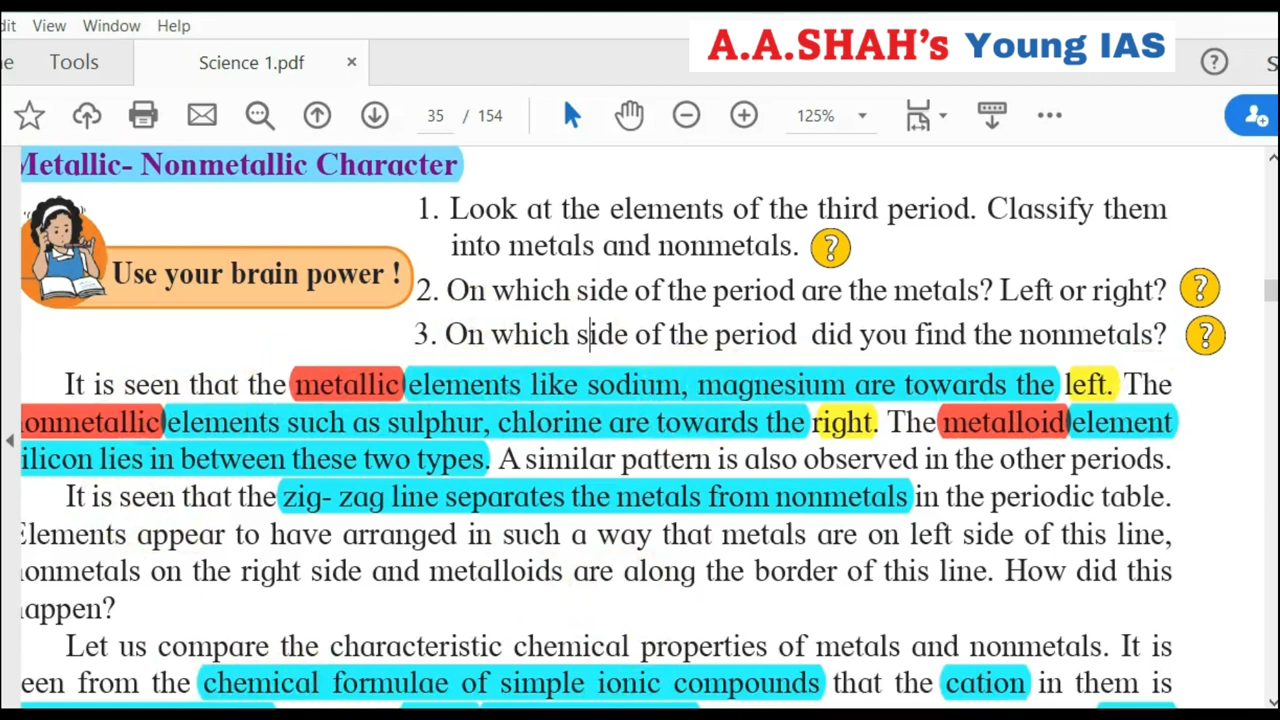 dit View Window Help
A.A.SHAH's Young IAS
e Tools Science 1.pdf × ? S
35 / 154 125%
Metallic- Nonmetallic Character
1. Look at the elements of the third period. Classify them
into metals and nonmetals. ?
Use your brain power !
2. On which side of the period are the metals? Left or right? ?
3. On which side of the period did you find the nonmetals? ?
It is seen that the metallic elements like sodium, magnesium are towards the left. The
onmetallic elements such as sulphur, chlorine are towards the right. The metalloid element
ilicon lies in between these two types. A similar pattern is also observed in the other periods.
It is seen that the zig- zag line separates the metals from nonmetals in the periodic table.
Elements appear to have arranged in such a way that metals are on left side of this line,
onmetals on the right side and metalloids are along the border of this line. How did this
appen?
Let us compare the characteristic chemical properties of metals and nonmetals. It is
een from the chemical formulae of simple ionic compounds that the cation in them is